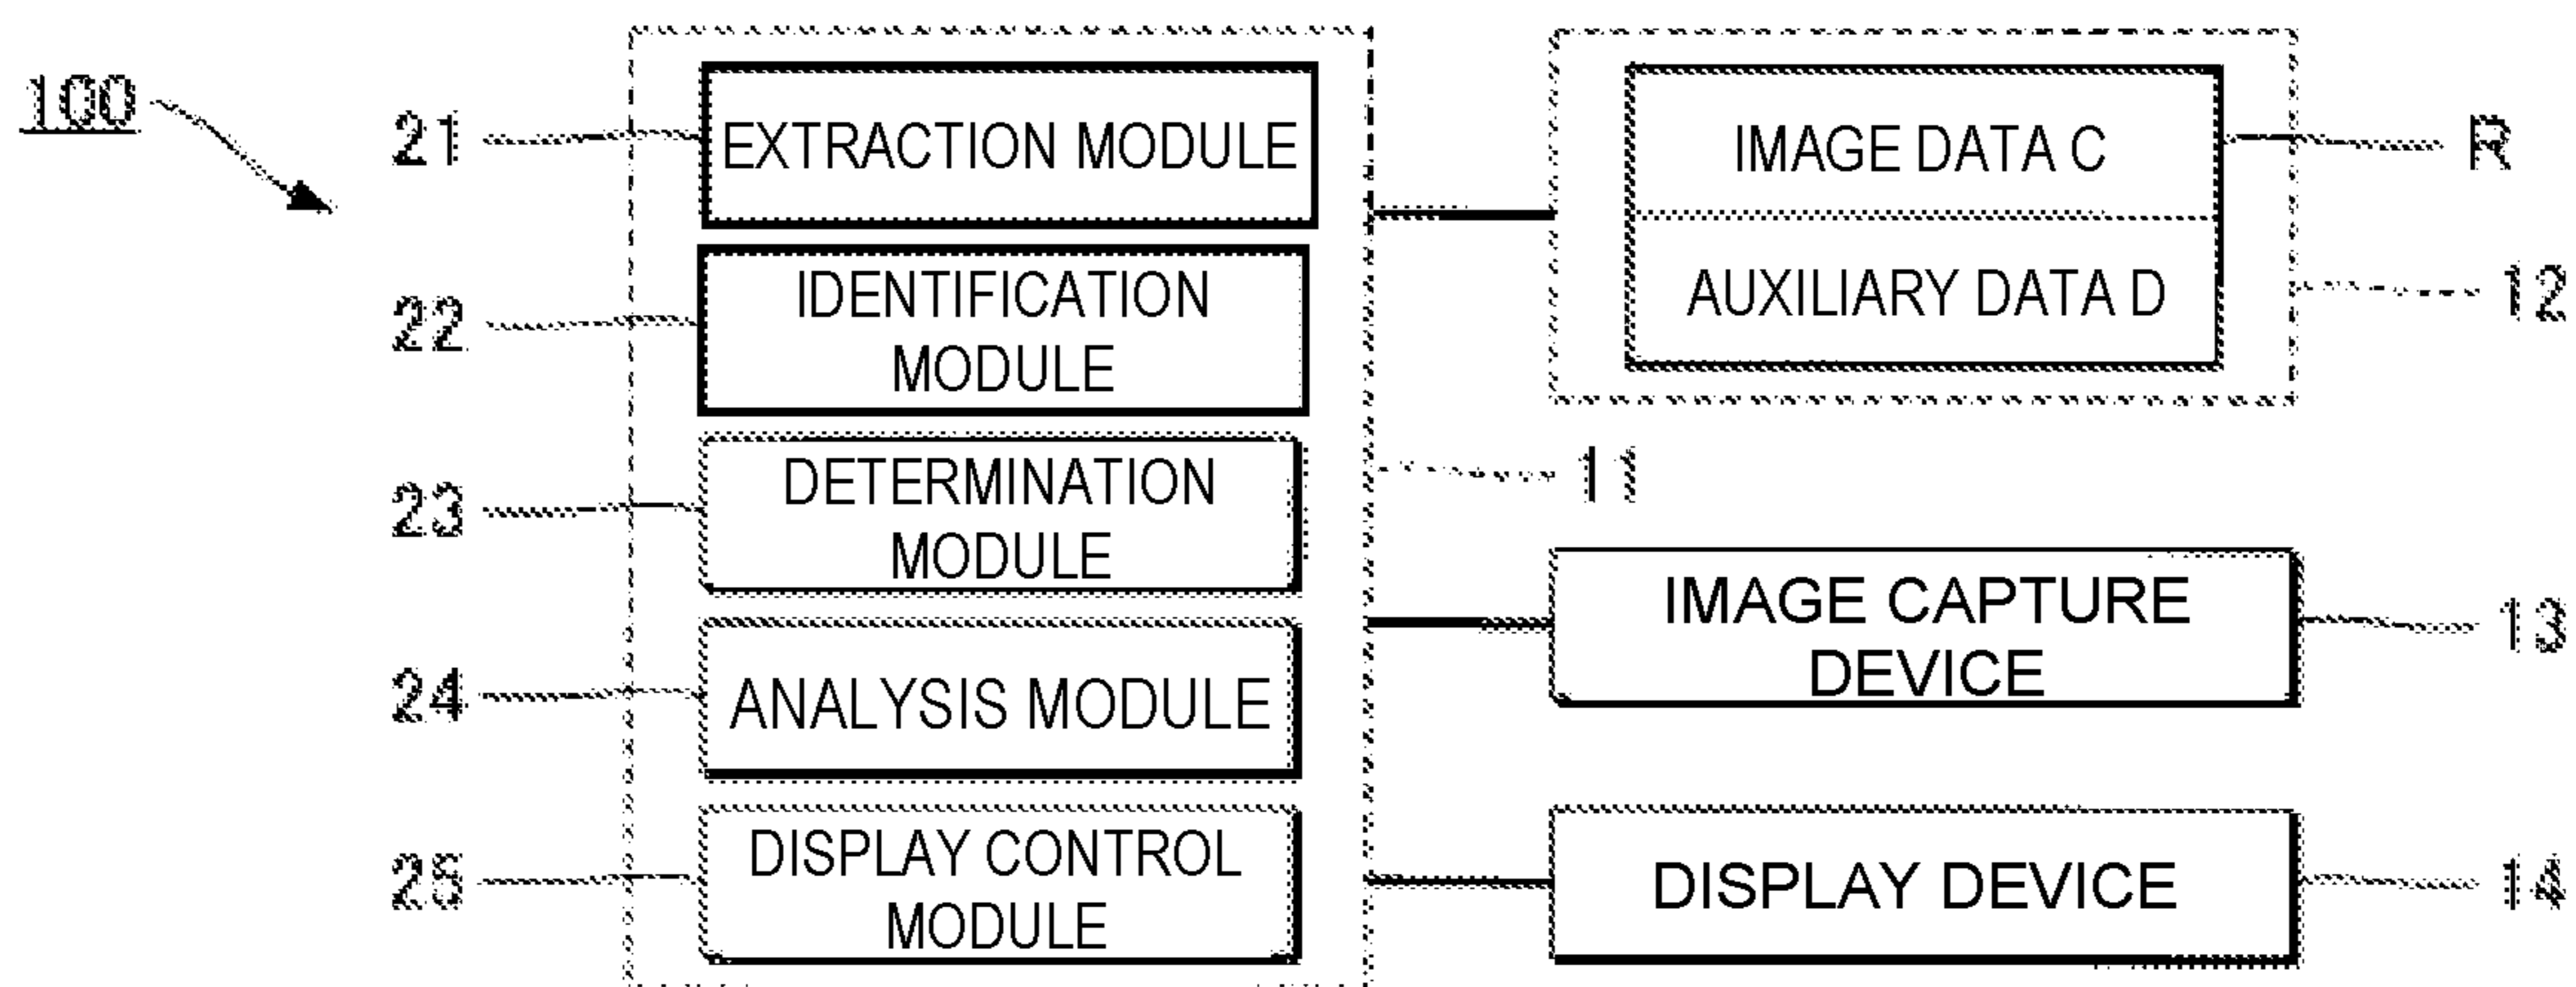 100
21
EXTRACTION MODULE
22
IDENTIFICATION
MODULE
23
DETERMINATION
MODULE
24
ANALYSIS MODULE
25
DISPLAY CONTROL
MODULE
11
IMAGE DATA C
R
AUXILIARY DATA D
12
IMAGE CAPTURE
DEVICE
13
DISPLAY DEVICE
14